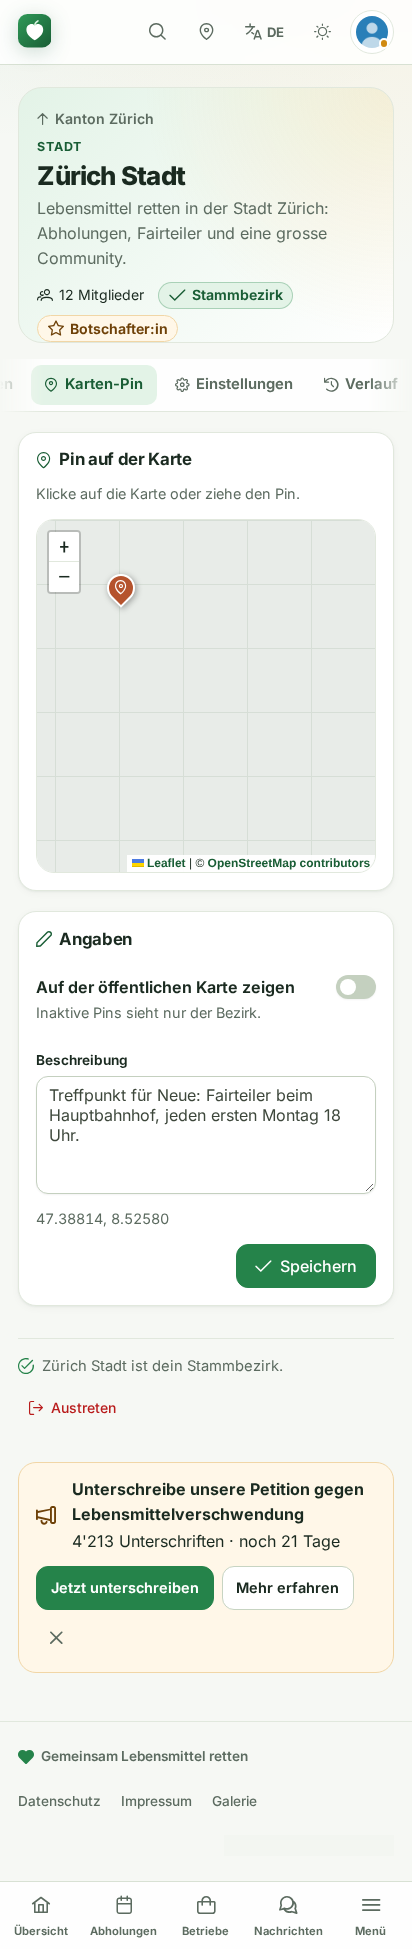 DE
Kanton Zürich
STADT
Zürich Stadt
Lebensmittel retten in der Stadt Zürich:
Abholungen, Fairteiler und eine grosse
Community.
12 Mitglieder
Stammbezirk
Botschafter:in
en
Karten-Pin
Einstellungen
Verlauf
Pin auf der Karte
Klicke auf die Karte oder ziehe den Pin.
+
−
Leaflet | © OpenStreetMap contributors
Angaben
Auf der öffentlichen Karte zeigen
Inaktive Pins sieht nur der Bezirk.
Beschreibung
Treffpunkt für Neue: Fairteiler beim
Hauptbahnhof, jeden ersten Montag 18
Uhr.
47.38814, 8.52580
Speichern
Zürich Stadt ist dein Stammbezirk.
Austreten
Unterschreibe unsere Petition gegen
Lebensmittelverschwendung
4'213 Unterschriften · noch 21 Tage
Jetzt unterschreiben
Mehr erfahren
Gemeinsam Lebensmittel retten
Datenschutz
Impressum
Galerie
Übersicht
Abholungen
Betriebe
Nachrichten
Menü